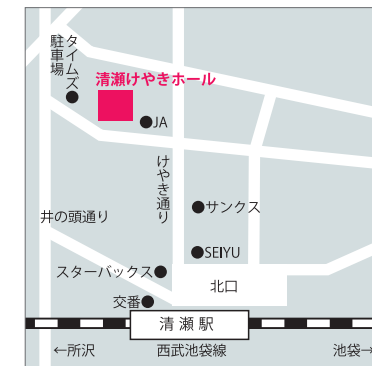 タイムズ
駐車場
清瀬けやきホール
JA
けやき通り
サンクス
井の頭通り
SEIYU
スターバックス
北口
交番
清瀬駅
←所沢
西武池袋線
池袋→